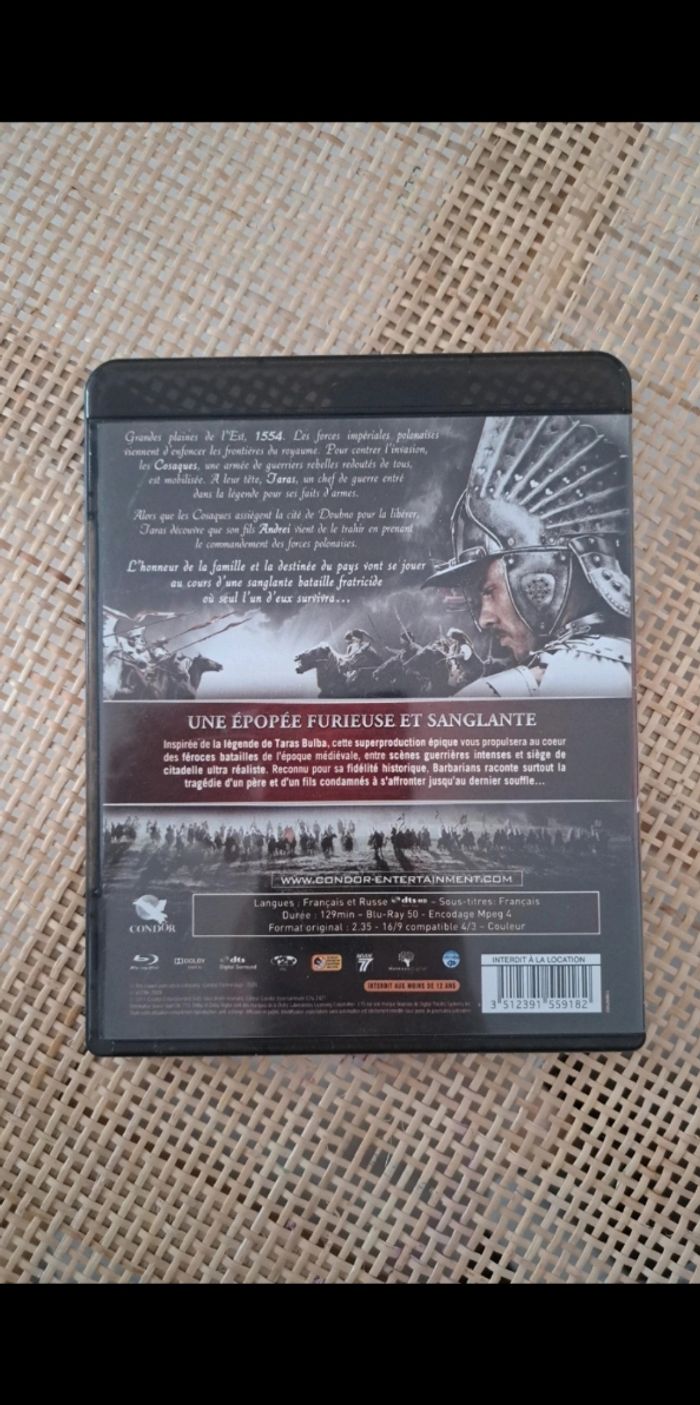 Grandes plaines de l'Est, 1554. Les forces impériales polonaises
viennent d'enfoncer les frontières du royaume. Pour contrer l'invasion,
les Cosaques, une armée de guerriers rebelles redoutés de tous,
est mobilisée. A leur tête, Taras, un chef de guerre entré
dans la légende pour ses faits d'armes.
Alors que les Cosaques assiègent la cité de Doubno pour la libérer,
Taras découvre que son fils Andrei vient de le trahir en prenant
le commandement des forces polonaises.
L'honneur de la famille et la destinée du pays vont se jouer
au cours d'une sanglante bataille fratricide
où seul l'un d'eux survivra...
UNE ÉPOPÉE FURIEUSE ET SANGLANTE
Inspirée de la légende de Taras Bulba, cette superproduction épique vous propulsera au coeur
des féroces batailles de l'époque médiévale, entre scènes guerrières intenses et siège de
citadelle ultra réaliste. Reconnu pour sa fidélité historique, Barbarians raconte surtout la
tragédie d'un père et d'un fils condamnés à s'affronter jusqu'au dernier souffle...
WWW.CONDOR-ENTERTAINMENT.COM
CONDOR
Langues : Français et Russe dts HD - Sous-titres: Français
Durée : 129min - Blu-Ray 50 - Encodage Mpeg 4
Format original : 2.35 - 16/9 compatible 4/3 - Couleur
Blu-ray Disc
DOLBY
dts
Digital Surround
INTERDIT AUX MOINS DE 12 ANS
INTERDIT À LA LOCATION
3 512391 559182